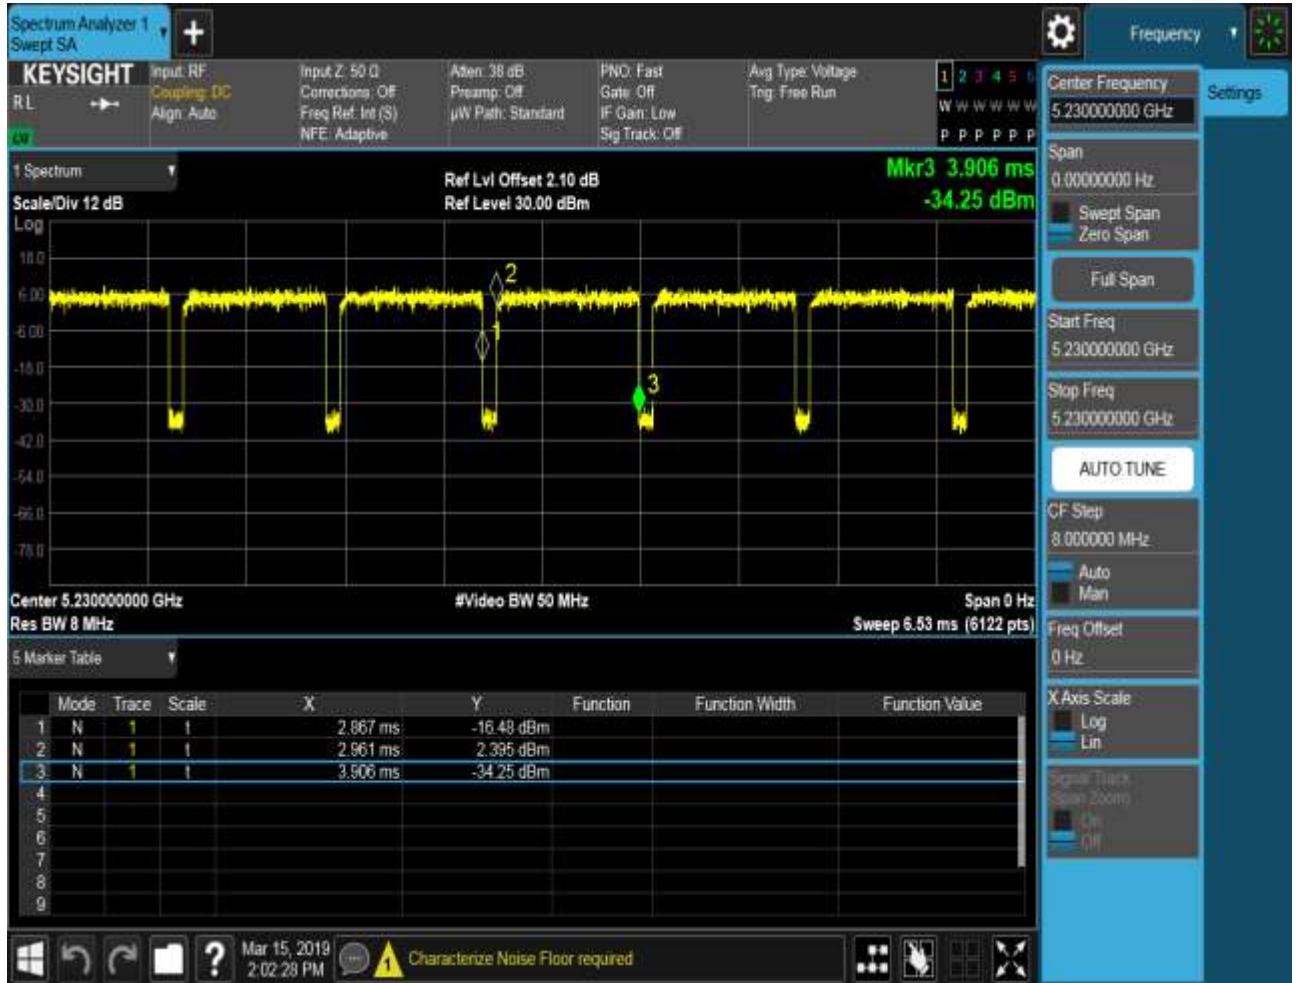 Spectrum Analyzer 1
Swept SA
+
Frequency
KEYSIGHT
RL
Input: RF
Coupling: DC
Align: Auto
Input Z: 50 Ω
Corrections: Off
Freq Ref: Int (S)
NFE: Adaptive
Atten: 38 dB
Preamp: Off
µW Path: Standard
PNO: Fast
Gate: Off
IF Gain: Low
Sig Track: Off
Avg Type: Voltage
Trig: Free Run
1 2 3 4 5 6
W W W W W W
P P P P P P
1 Spectrum
Scale/Div 12 dB
Ref Lvl Offset 2.10 dB
Ref Level 30.00 dBm
Mkr3 3.906 ms
-34.25 dBm
Log
18.0
6.00
-6.00
-18.0
-30.0
-42.0
-54.0
-66.0
-78.0
2
1
3
Center 5.230000000 GHz
Res BW 8 MHz
#Video BW 50 MHz
Span 0 Hz
Sweep 6.53 ms (6122 pts)
5 Marker Table
Mode Trace Scale X Y Function Function Width Function Value
1 N 1 t 2.867 ms -16.48 dBm
2 N 1 t 2.961 ms 2.395 dBm
3 N 1 t 3.906 ms -34.25 dBm
4
5
6
7
8
9
Center Frequency
5.230000000 GHz
Settings
Span
0.00000000 Hz
Swept Span
Zero Span
Full Span
Start Freq
5.230000000 GHz
Stop Freq
5.230000000 GHz
AUTO TUNE
CF Step
8.000000 MHz
Auto
Man
Freq Offset
0 Hz
X Axis Scale
Log
Lin
Signal Track
(Span Zoom)
On
Off
?
Mar 15, 2019
2:02:28 PM
1
Characterize Noise Floor required